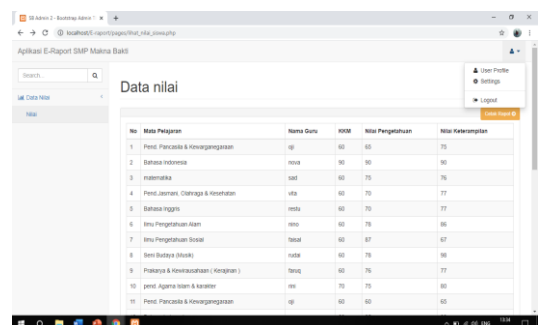 SB Admin 2 - Bootstrap Admin T
localhost/E-raport/pages/lihat_nilai_siswa.php
Aplikasi E-Raport SMP Makna Bakti
Search...
User Profile
Settings
Logout
Data Nilai
Nilai
Data nilai
Cetak Raport
No Mata Pelajaran Nama Guru KKM Nilai Pengetahuan Nilai Keterampilan
1 Pend. Pancasila & Kewarganegaraan oji 60 65 75
2 Bahasa Indonesia nova 90 90 90
3 matematika sad 60 75 76
4 Pend.Jasmani, Olahraga & Kesehatan vita 60 70 77
5 Bahasa Inggris restu 60 70 77
6 Ilmu Pengetahuan Alam nino 60 78 86
7 Ilmu Pengetahuan Sosial faisal 60 87 67
8 Seni Budaya (Musik) rudal 60 78 98
9 Prakarya & Kewirausahaan ( Kerajinan ) faruq 60 76 77
10 pend. Agama Islam & karakter 70 75 80
11 Pend. Pancasila & Kewarganegaraan oji 60 60 65
ENG
13:34